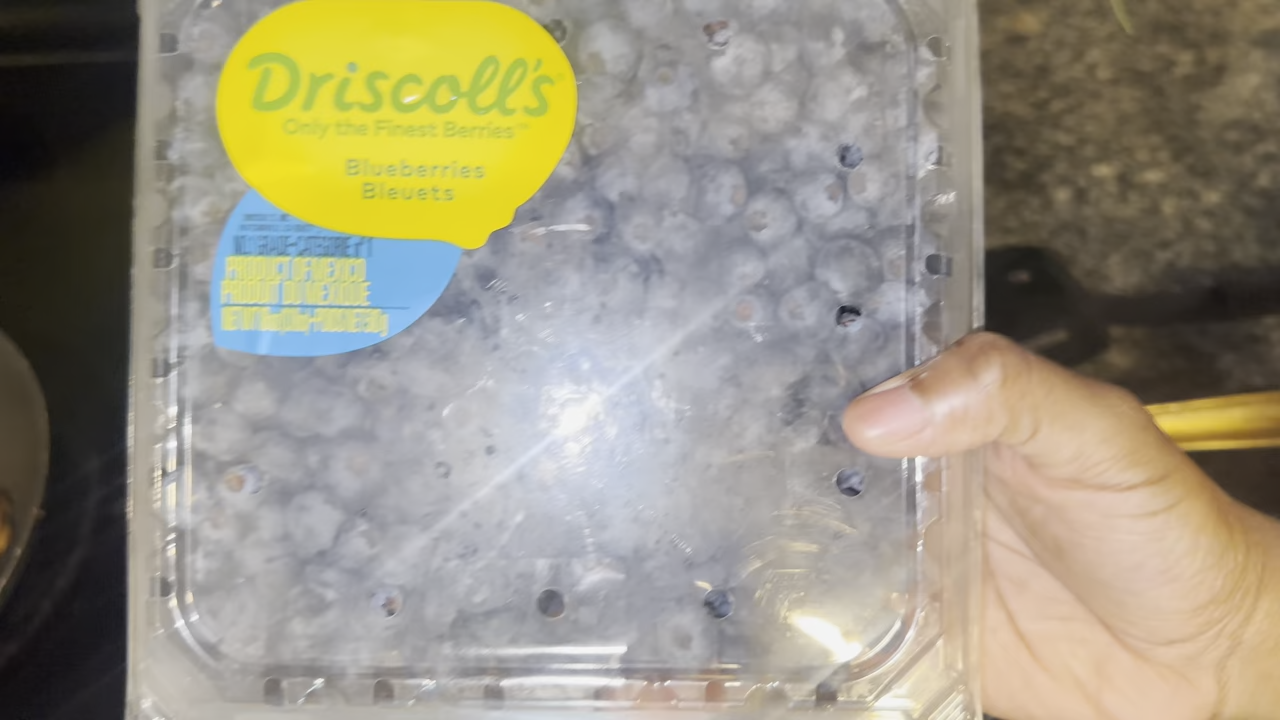 Driscoll's
Only the Finest Berries™
Blueberries
Bleuets
PRODUCT OF MEXICO
PRODUIT DU MEXIQUE